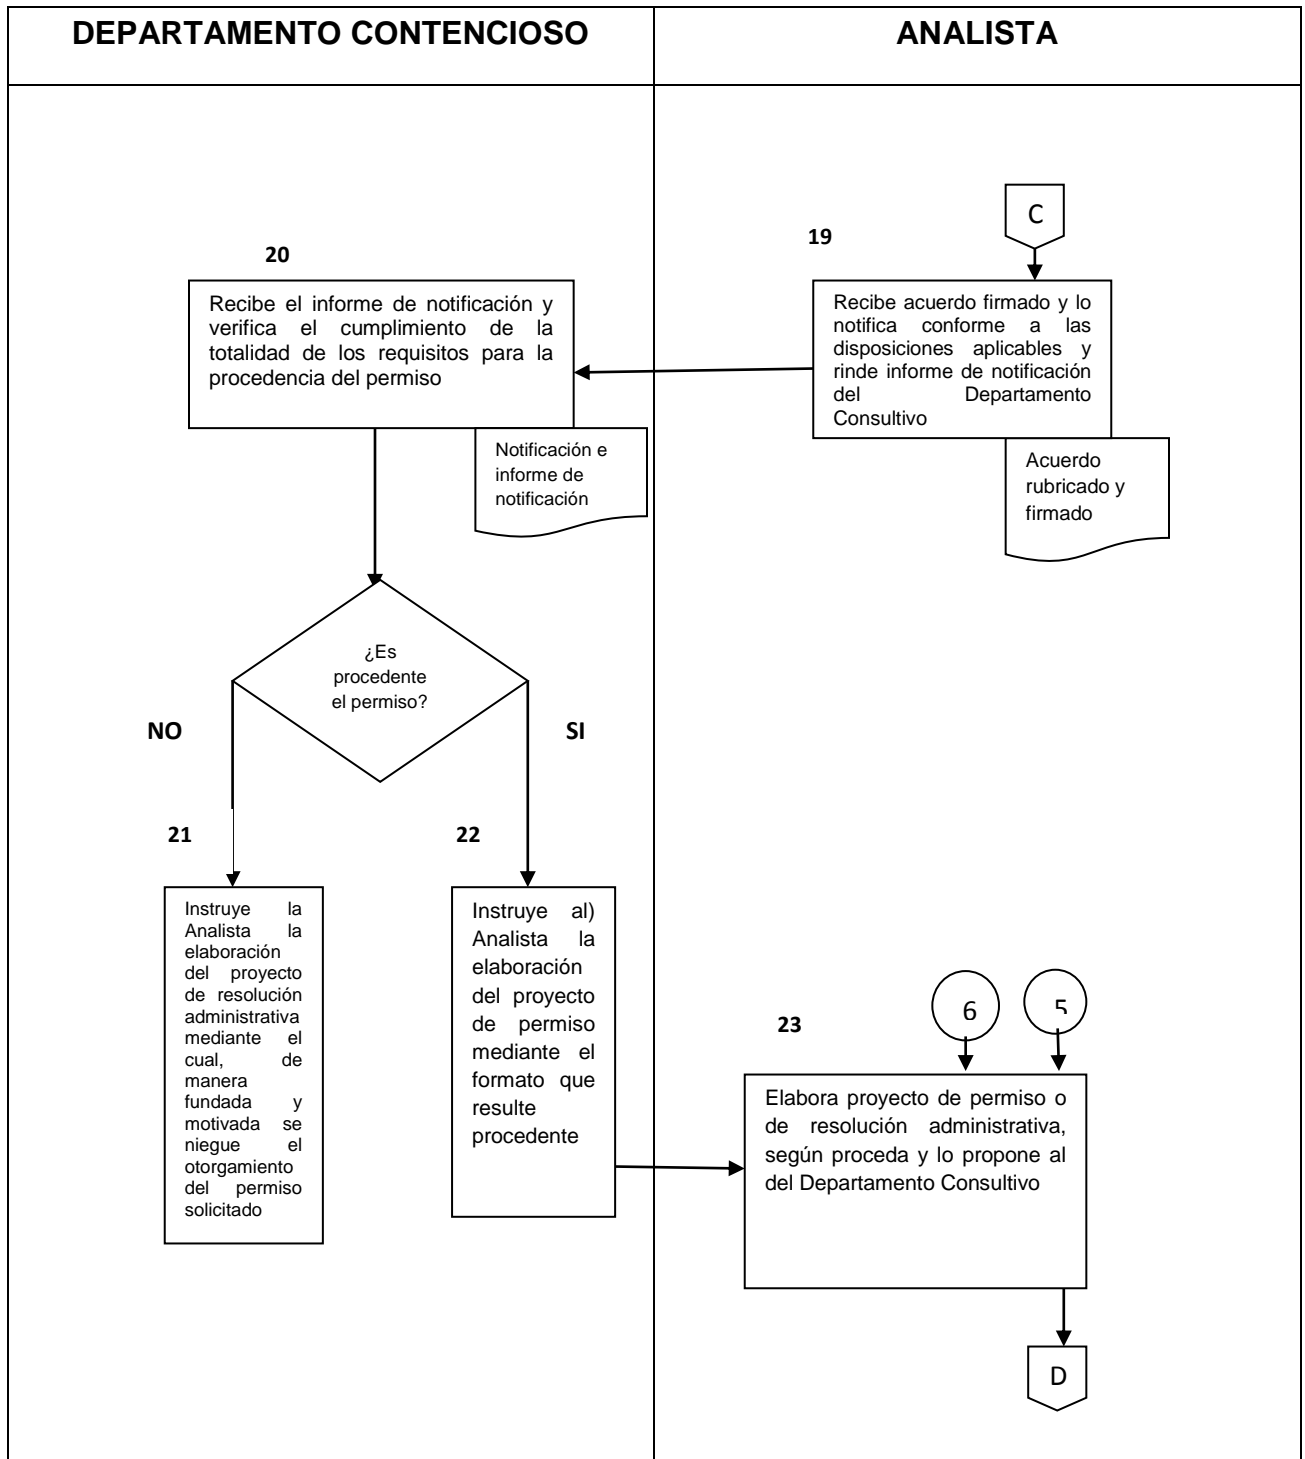 DEPARTAMENTO CONTENCIOSO
ANALISTA
C
19
Recibe acuerdo firmado y lo
notifica conforme a las
disposiciones aplicables y
rinde informe de notificación
del Departamento
Consultivo
Acuerdo
rubricado y
firmado
20
Recibe el informe de notificación y
verifica el cumplimiento de la
totalidad de los requisitos para la
procedencia del permiso
Notificación e
informe de
notificación
¿Es
procedente
el permiso?
NO
SI
21
Instruye la
Analista la
elaboración
del proyecto
de resolución
administrativa
mediante el
cual, de
manera
fundada y
motivada se
niegue el
otorgamiento
del permiso
solicitado
22
Instruye al)
Analista la
elaboración
del proyecto
de permiso
mediante el
formato que
resulte
procedente
6
5
23
Elabora proyecto de permiso o
de resolución administrativa,
según proceda y lo propone al
del Departamento Consultivo
D